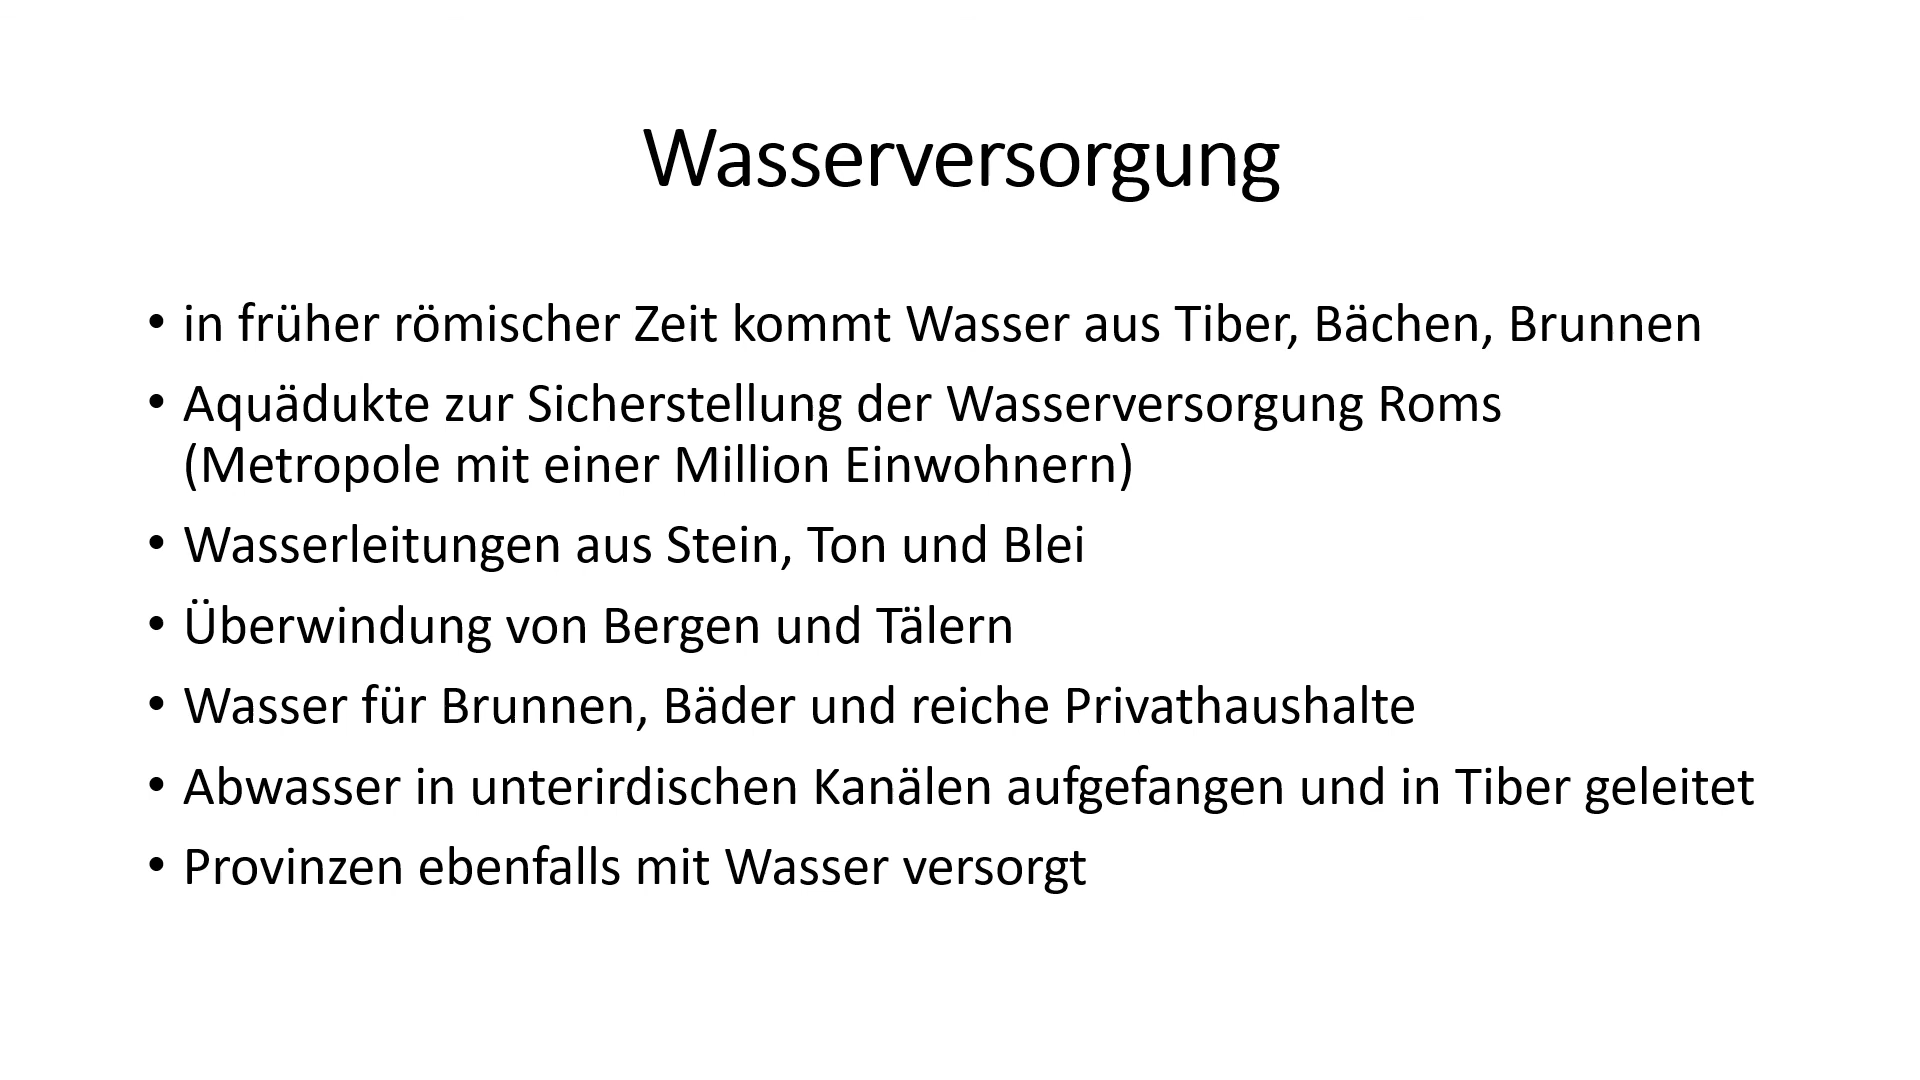 Wasserversorgung
• in früher römischer Zeit kommt Wasser aus Tiber, Bächen, Brunnen
• Aquädukte zur Sicherstellung der Wasserversorgung Roms
(Metropole mit einer Million Einwohnern)
• Wasserleitungen aus Stein, Ton und Blei
• Überwindung von Bergen und Tälern
• Wasser für Brunnen, Bäder und reiche Privathaushalte
• Abwasser in unterirdischen Kanälen aufgefangen und in Tiber geleitet
• Provinzen ebenfalls mit Wasser versorgt